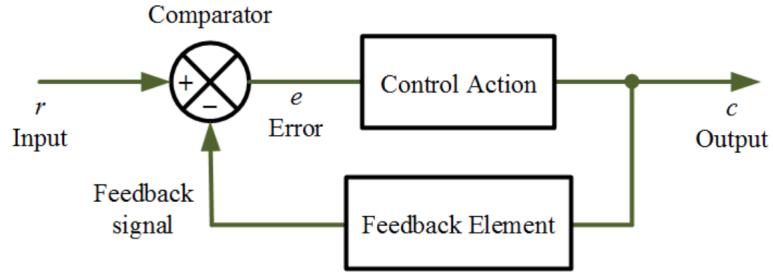 Comparator
+
−
r
Input
e
Error
Control Action
c
Output
Feedback
signal
Feedback Element